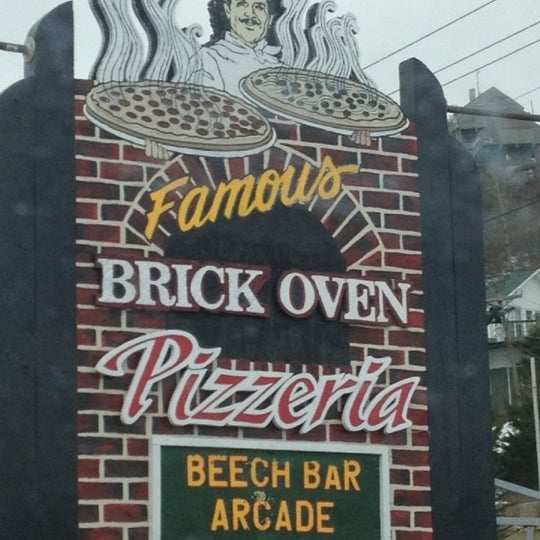 Famous
BRICK OVEN
Pizzeria
BEECH BAR
ARCADE